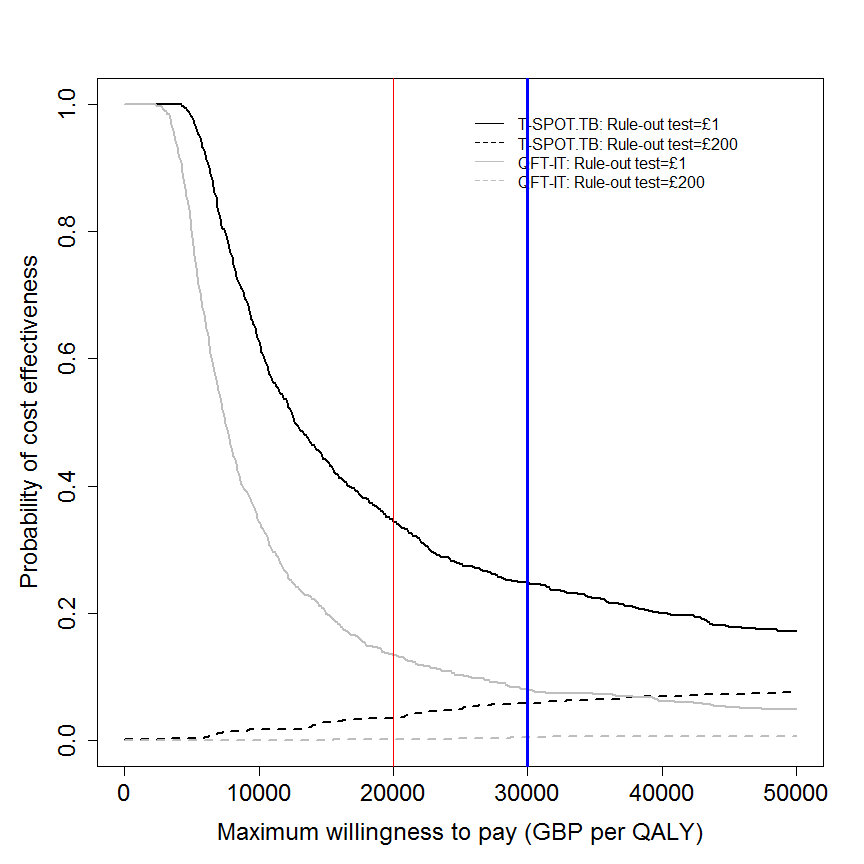 T-SPOT.TB: Rule-out test=£1
T-SPOT.TB: Rule-out test=£200
QFT-IT: Rule-out test=£1
QFT-IT: Rule-out test=£200
Probability of cost effectiveness
1.0
0.8
0.6
0.4
0.2
0.0
0 10000 20000 30000 40000 50000
Maximum willingness to pay (GBP per QALY)